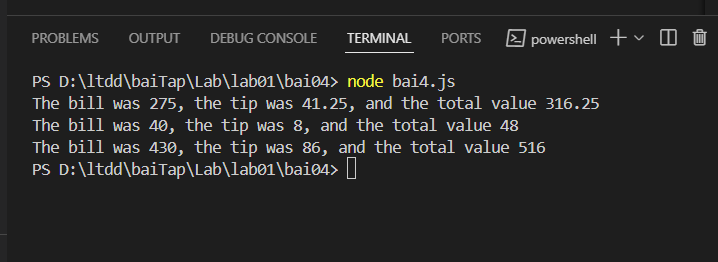 PROBLEMS OUTPUT DEBUG CONSOLE TERMINAL PORTS powershell
PS D:\ltdd\baiTap\Lab\lab01\bai04> node bai4.js
The bill was 275, the tip was 41.25, and the total value 316.25
The bill was 40, the tip was 8, and the total value 48
The bill was 430, the tip was 86, and the total value 516
PS D:\ltdd\baiTap\Lab\lab01\bai04>